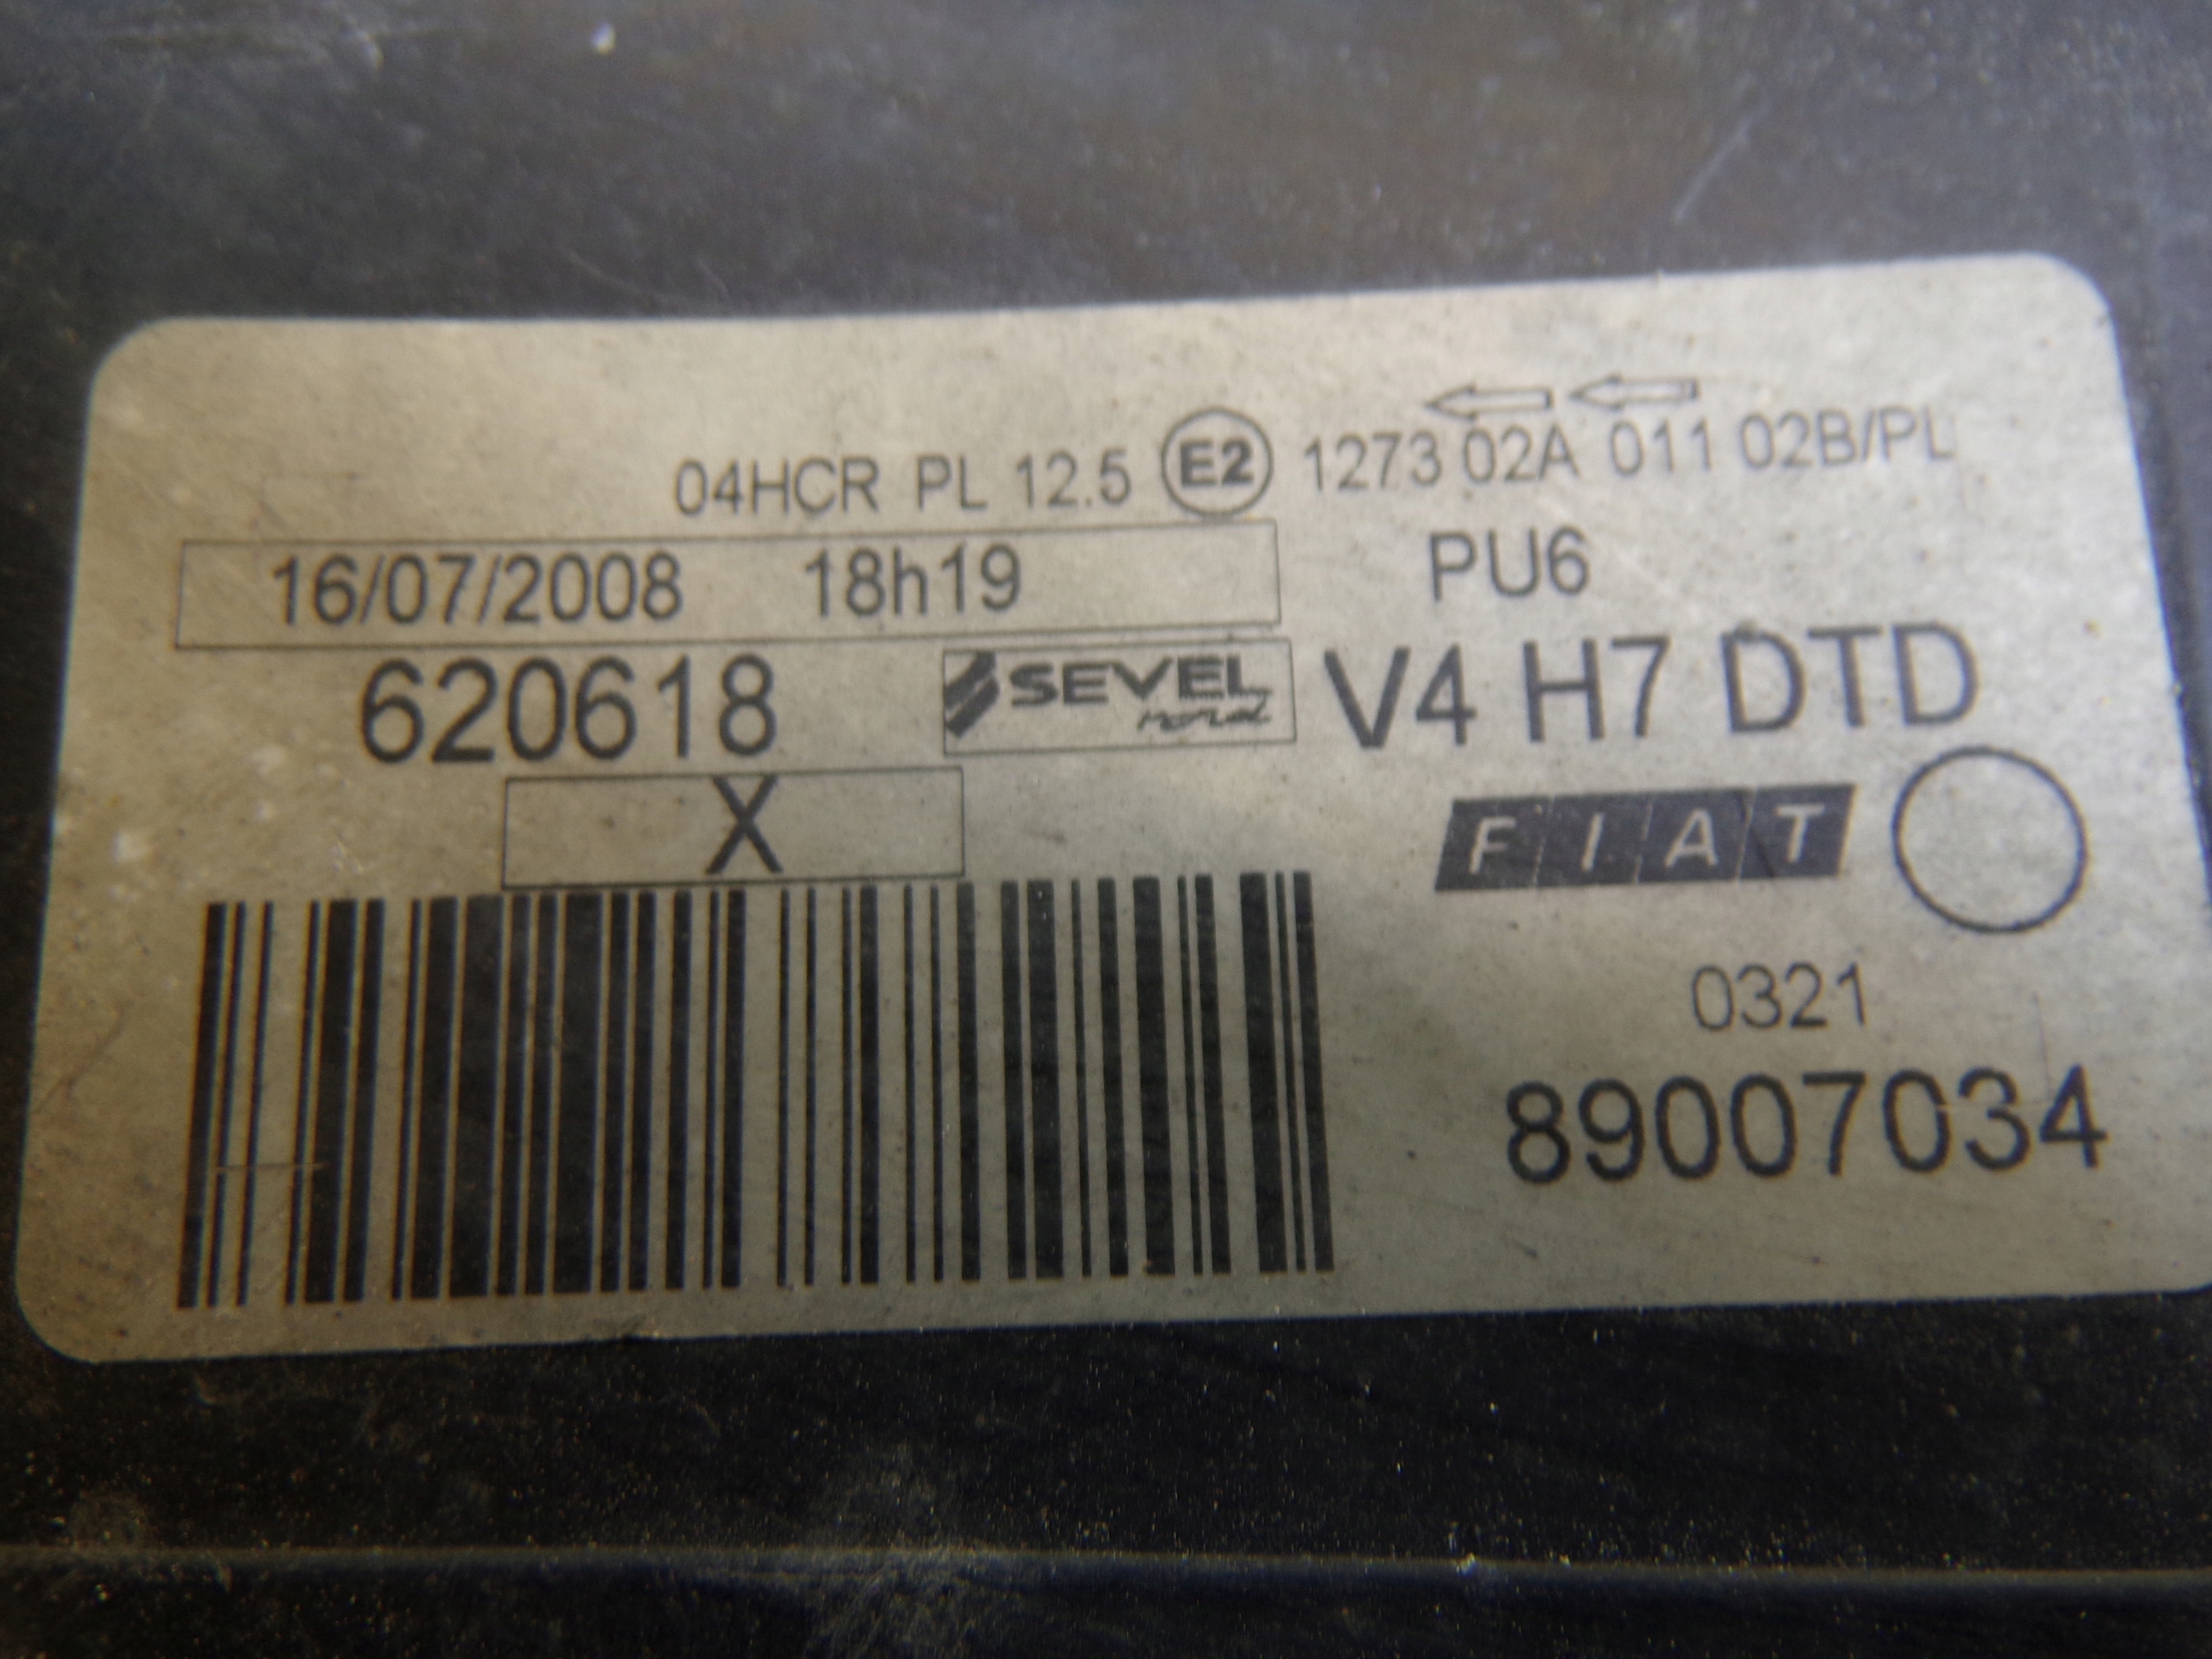 04HCR PL 12.5 E2 1273 02A 011 02B/PL
16/07/2008 18h19 PU6
620618 SEVEL nord V4 H7 DTD
X FIAT
0321
89007034